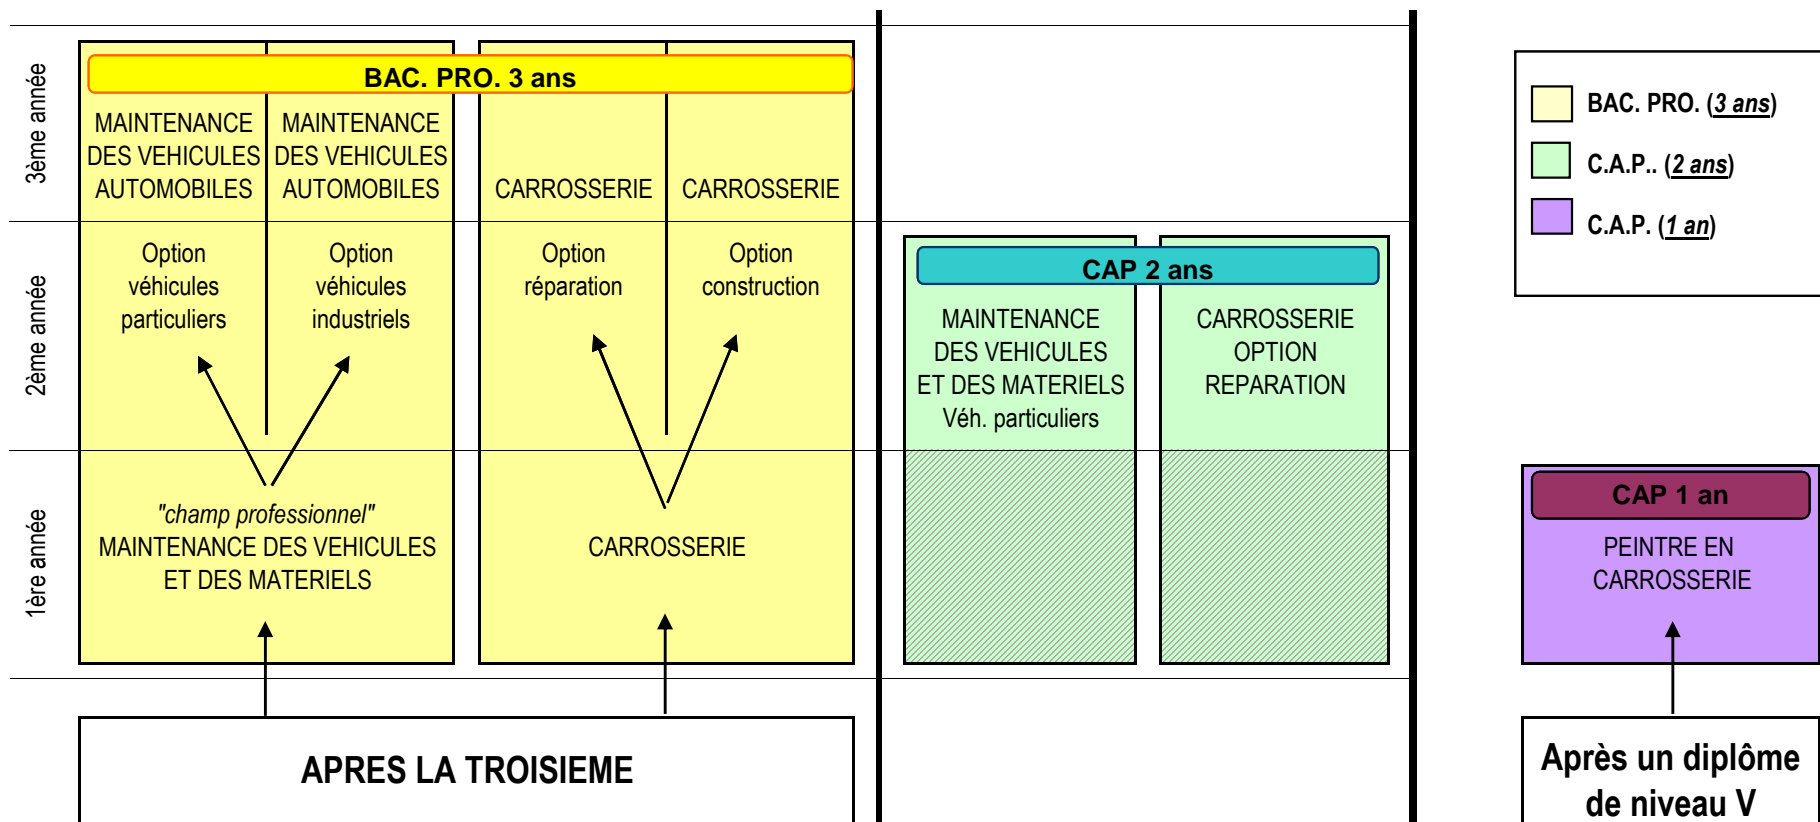 3ème année
2ème année
1ère année
BAC. PRO. 3 ans
MAINTENANCE
DES VEHICULES
AUTOMOBILES
MAINTENANCE
DES VEHICULES
AUTOMOBILES
CARROSSERIE
CARROSSERIE
Option
véhicules
particuliers
Option
véhicules
industriels
Option
réparation
Option
construction
"champ professionnel"
MAINTENANCE DES VEHICULES
ET DES MATERIELS
CARROSSERIE
APRES LA TROISIEME
CAP 2 ans
MAINTENANCE
DES VEHICULES
ET DES MATERIELS
Véh. particuliers
CARROSSERIE
OPTION
REPARATION
BAC. PRO. (3 ans)
C.A.P.. (2 ans)
C.A.P. (1 an)
CAP 1 an
PEINTRE EN
CARROSSERIE
Après un diplôme
de niveau V